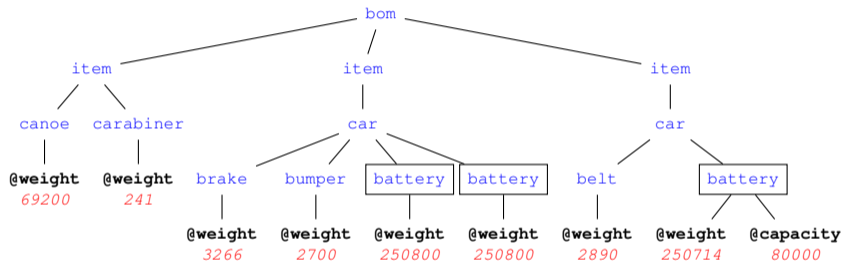 bom
item item item
canoe carabiner car car
@weight @weight brake bumper battery battery belt battery
69200 241
@weight @weight @weight @weight @weight @weight @capacity
3266 2700 250800 250800 2890 250714 80000